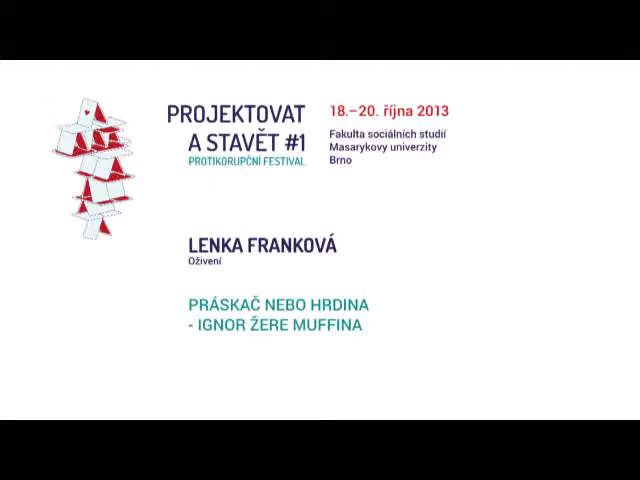 PROJEKTOVAT
A STAVĚT #1
PROTIKORUPČNÍ FESTIVAL
18.–20. října 2013
Fakulta sociálních studií
Masarykovy univerzity
Brno
LENKA FRANKOVÁ
Oživení
PRÁSKAČ NEBO HRDINA
- IGNOR ŽERE MUFFINA